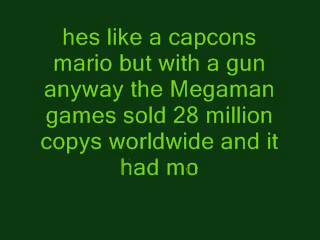 hes like a capcons
mario but with a gun
anyway the Megaman
games sold 28 million
copys worldwide and it
had mo